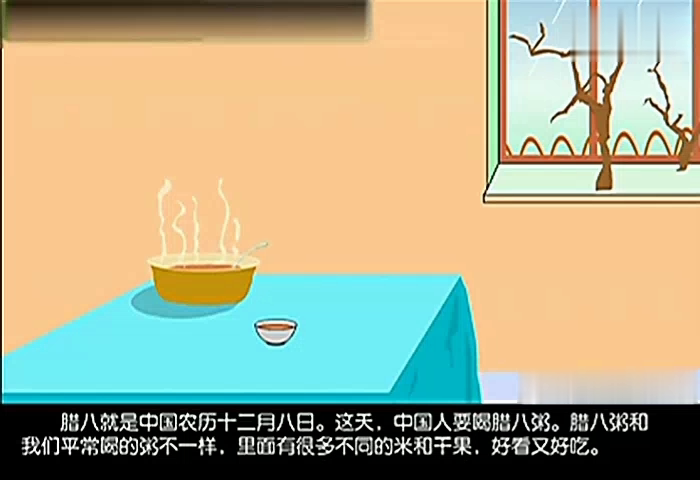 腊八就是中国农历十二月八日。这天，中国人要喝腊八粥。腊八粥和
我们平常喝的粥不一样，里面有很多不同的米和干果，好看又好吃。